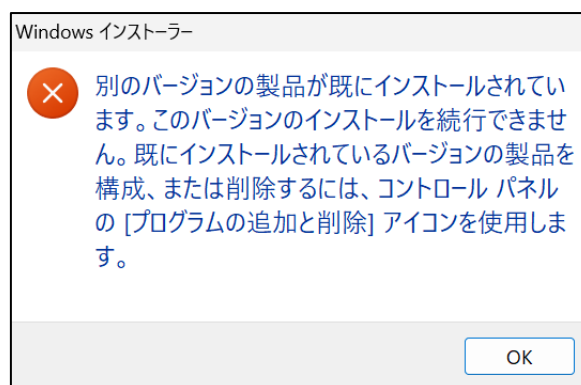 Windows インストーラー
別のバージョンの製品が既にインストールされてい
ます。このバージョンのインストールを続行できませ
ん。既にインストールされているバージョンの製品を
構成、または削除するには、コントロール パネル
の [プログラムの追加と削除] アイコンを使用しま
す。
OK